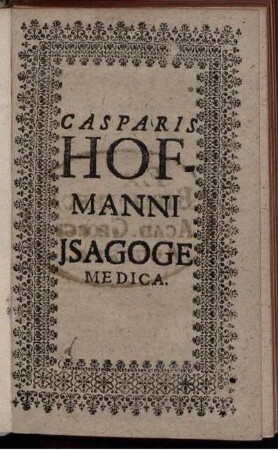 CASPARIS
HOF-
MANNI
JSAGOGE
MEDICA.